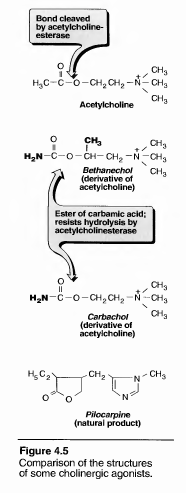 Bond cleaved
by acetylcholine-
esterase
O
H₃C–C–O–CH₂–CH₂–N⁺
CH₃
CH₃
CH₃
Acetylcholine
O
CH₃
H₂N–C–O–C–CH₂–N⁺
CH₃
CH₃
CH₃
Bethanechol
(derivative of
acetylcholine)
Ester of carbamic acid;
resists hydrolysis by
acetylcholinesterase
O
H₂N–C–O–CH₂CH₂–N⁺
CH₃
CH₃
CH₃
Carbachol
(derivative of
acetylcholine)
H₅C₂
CH₂
N–CH₃
O
O
N
Pilocarpine
(natural product)
Figure 4.5
Comparison of the structures
of some cholinergic agonists.